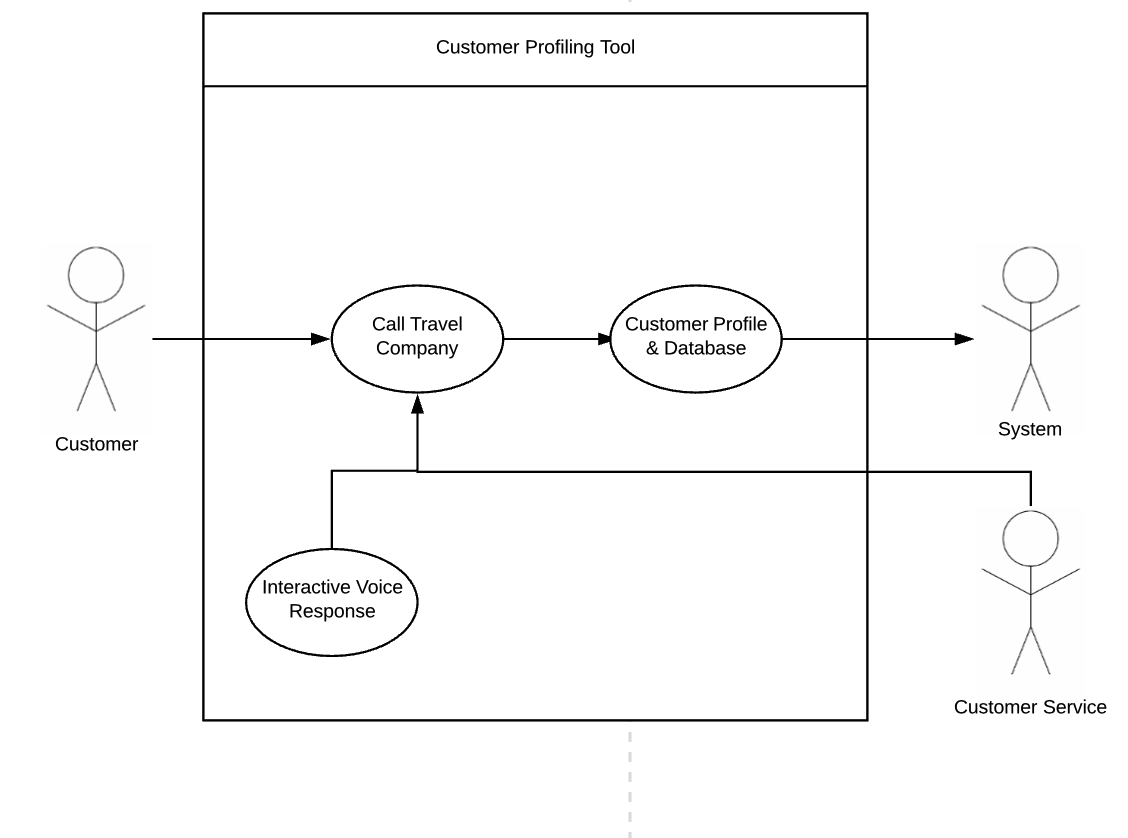 Customer Profiling Tool
Call Travel
Company
Customer Profile
& Database
System
Customer
Interactive Voice
Response
Customer Service